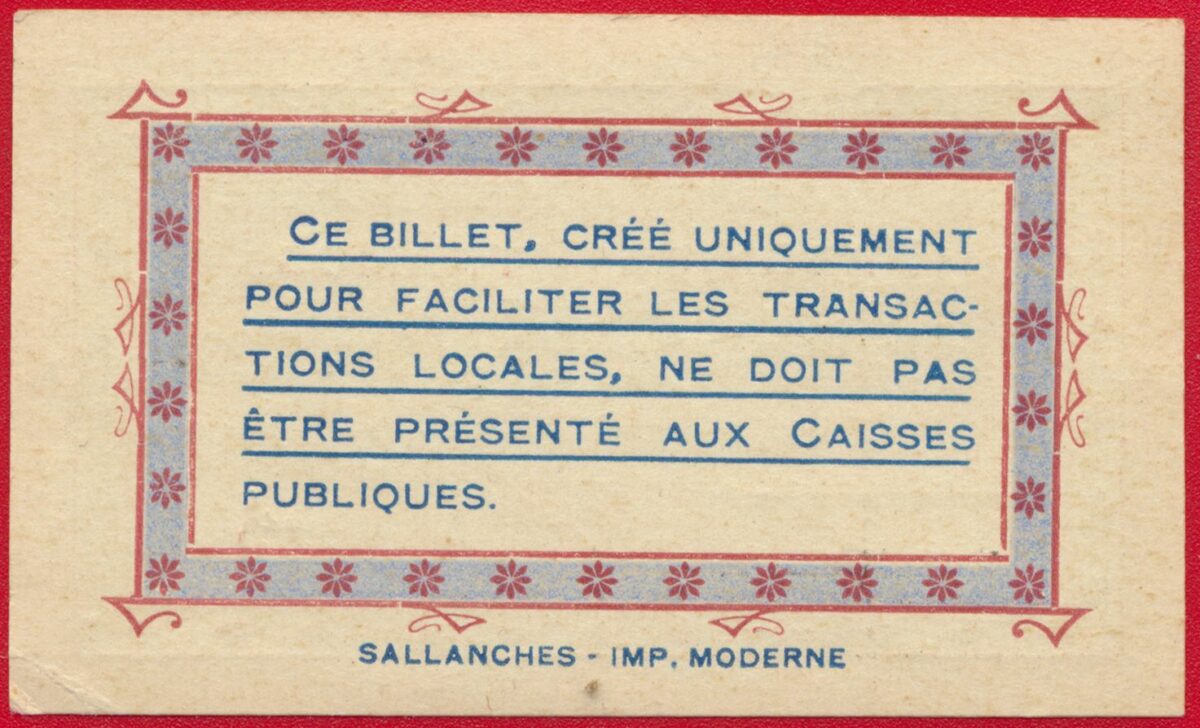 CE BILLET, CRÉÉ UNIQUEMENT
POUR FACILITER LES TRANSAC-
TIONS LOCALES, NE DOIT PAS
ÊTRE PRÉSENTÉ AUX CAISSES
PUBLIQUES.
SALLANCHES - IMP. MODERNE